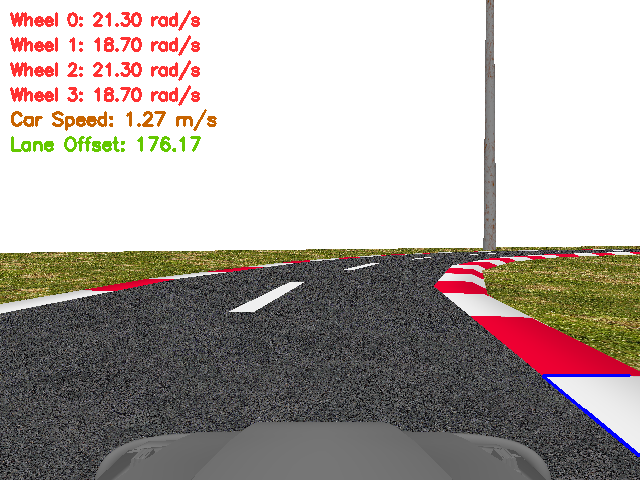 Wheel 0: 21.30 rad/s
Wheel 1: 18.70 rad/s
Wheel 2: 21.30 rad/s
Wheel 3: 18.70 rad/s
Car Speed: 1.27 m/s
Lane Offset: 176.17